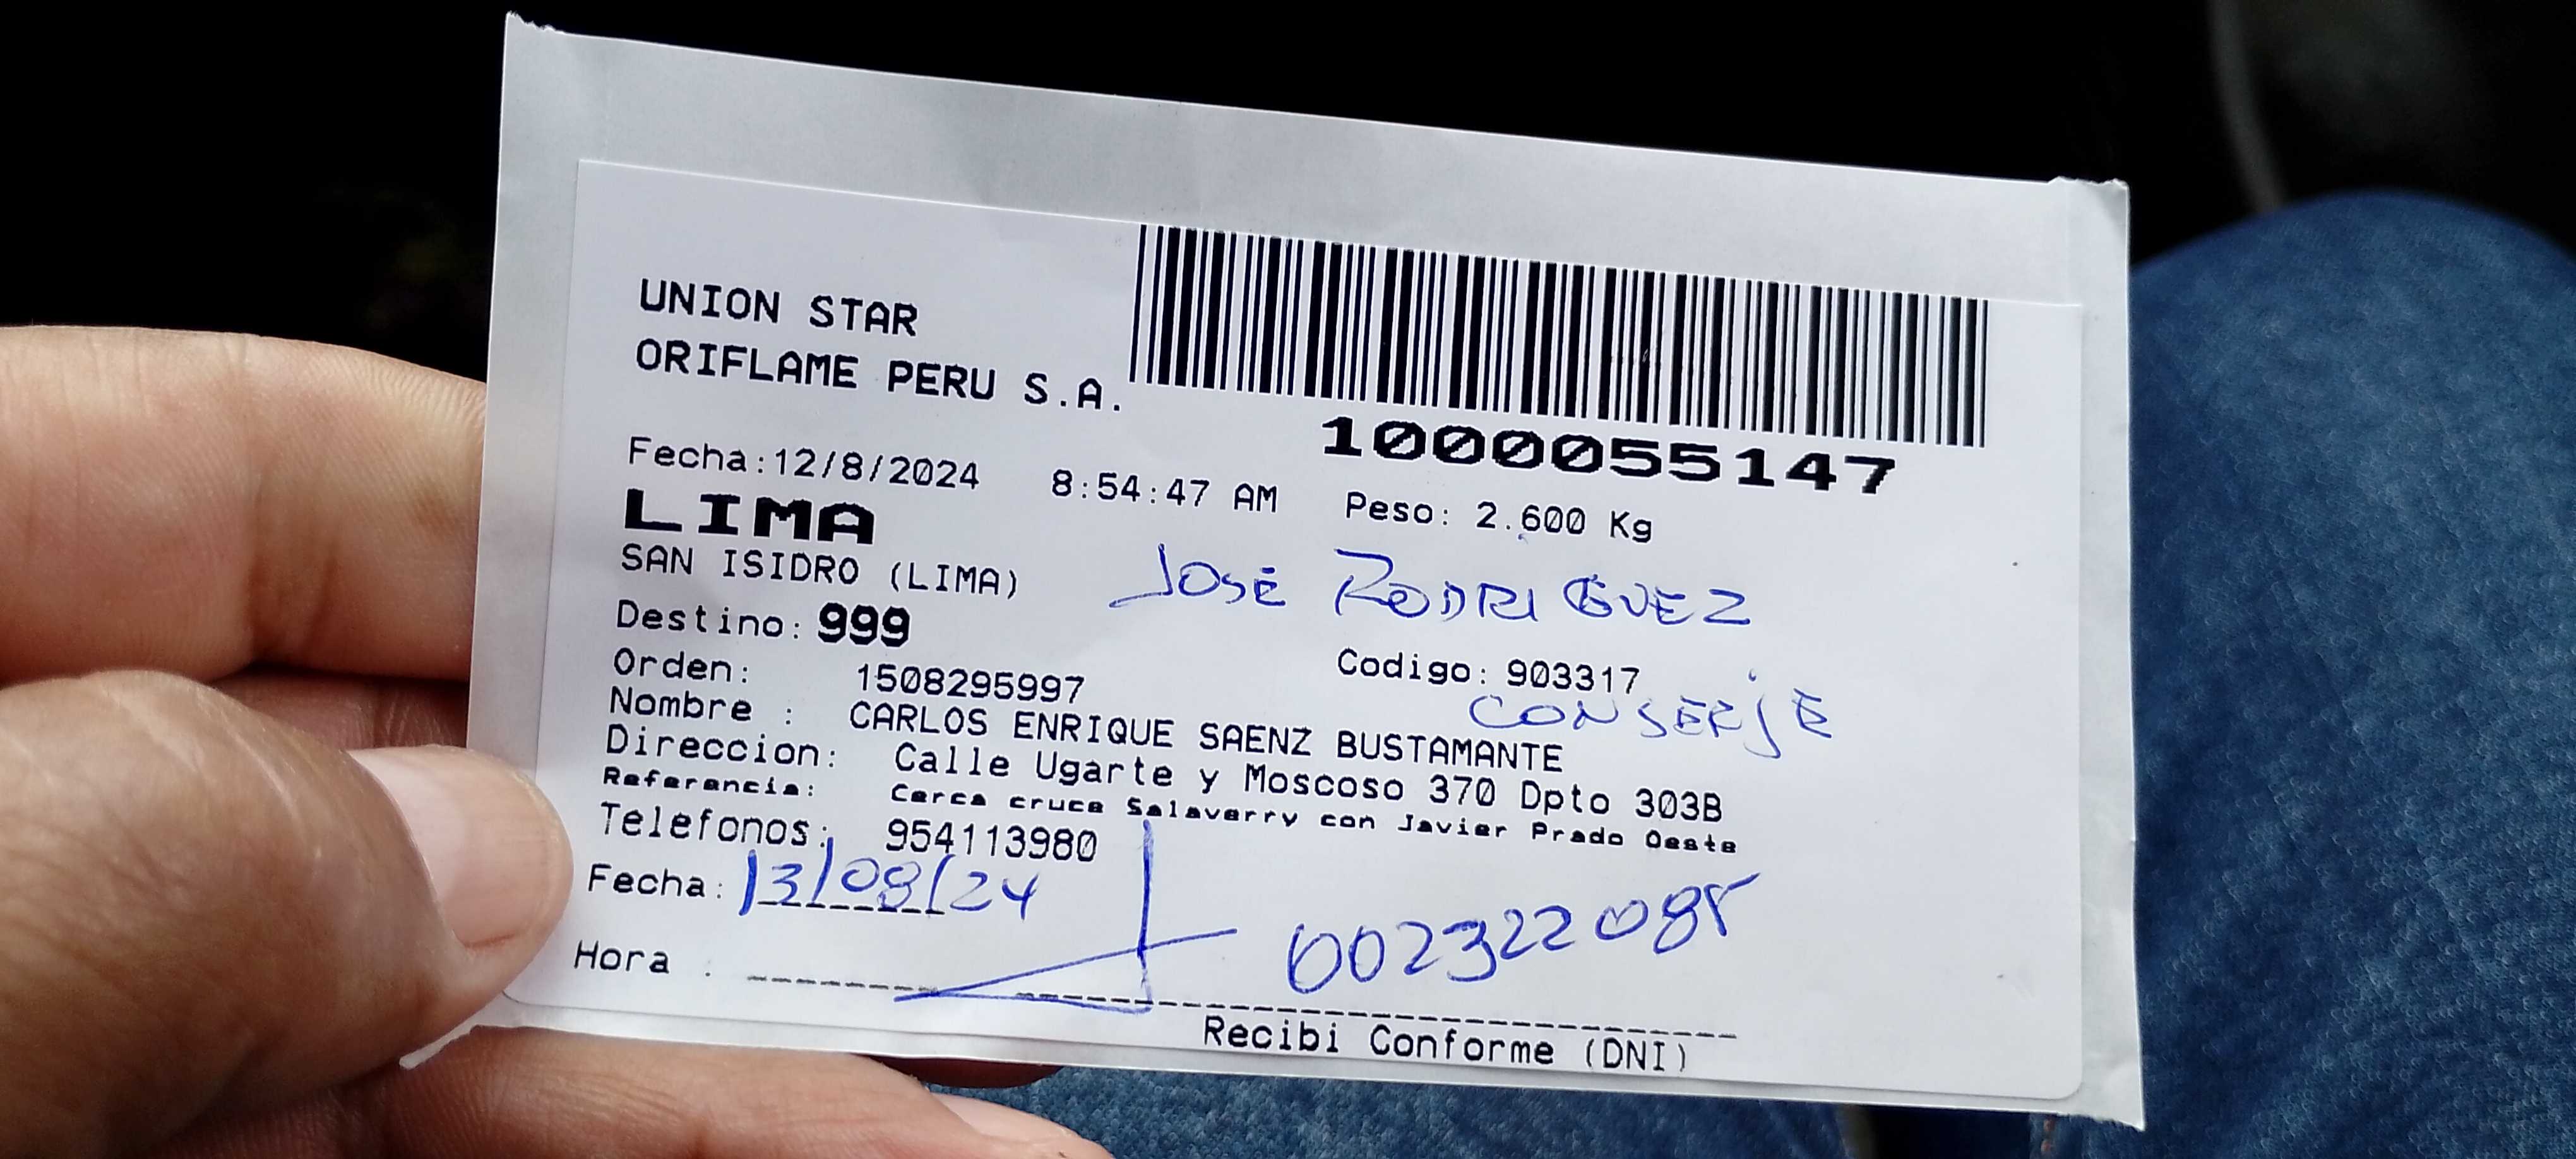 UNION STAR
ORIFLAME PERU S.A.
1000055147
Fecha:12/8/2024 8:54:47 AM Peso: 2.600 Kg
LIMA
SAN ISIDRO (LIMA)
JOSÉ RODRIGUEZ
Destino: 999
Orden: 1508295997 Codigo: 903317
CONSERJE
Nombre : CARLOS ENRIQUE SAENZ BUSTAMANTE
Direccion: Calle Ugarte y Moscoso 370 Dpto 303B
Referencia: Cerca cruce Salaverry con Javier Prado Oeste
Telefonos: 954113980
Fecha: 13/08/24
Hora :
Recibi Conforme (DNI)